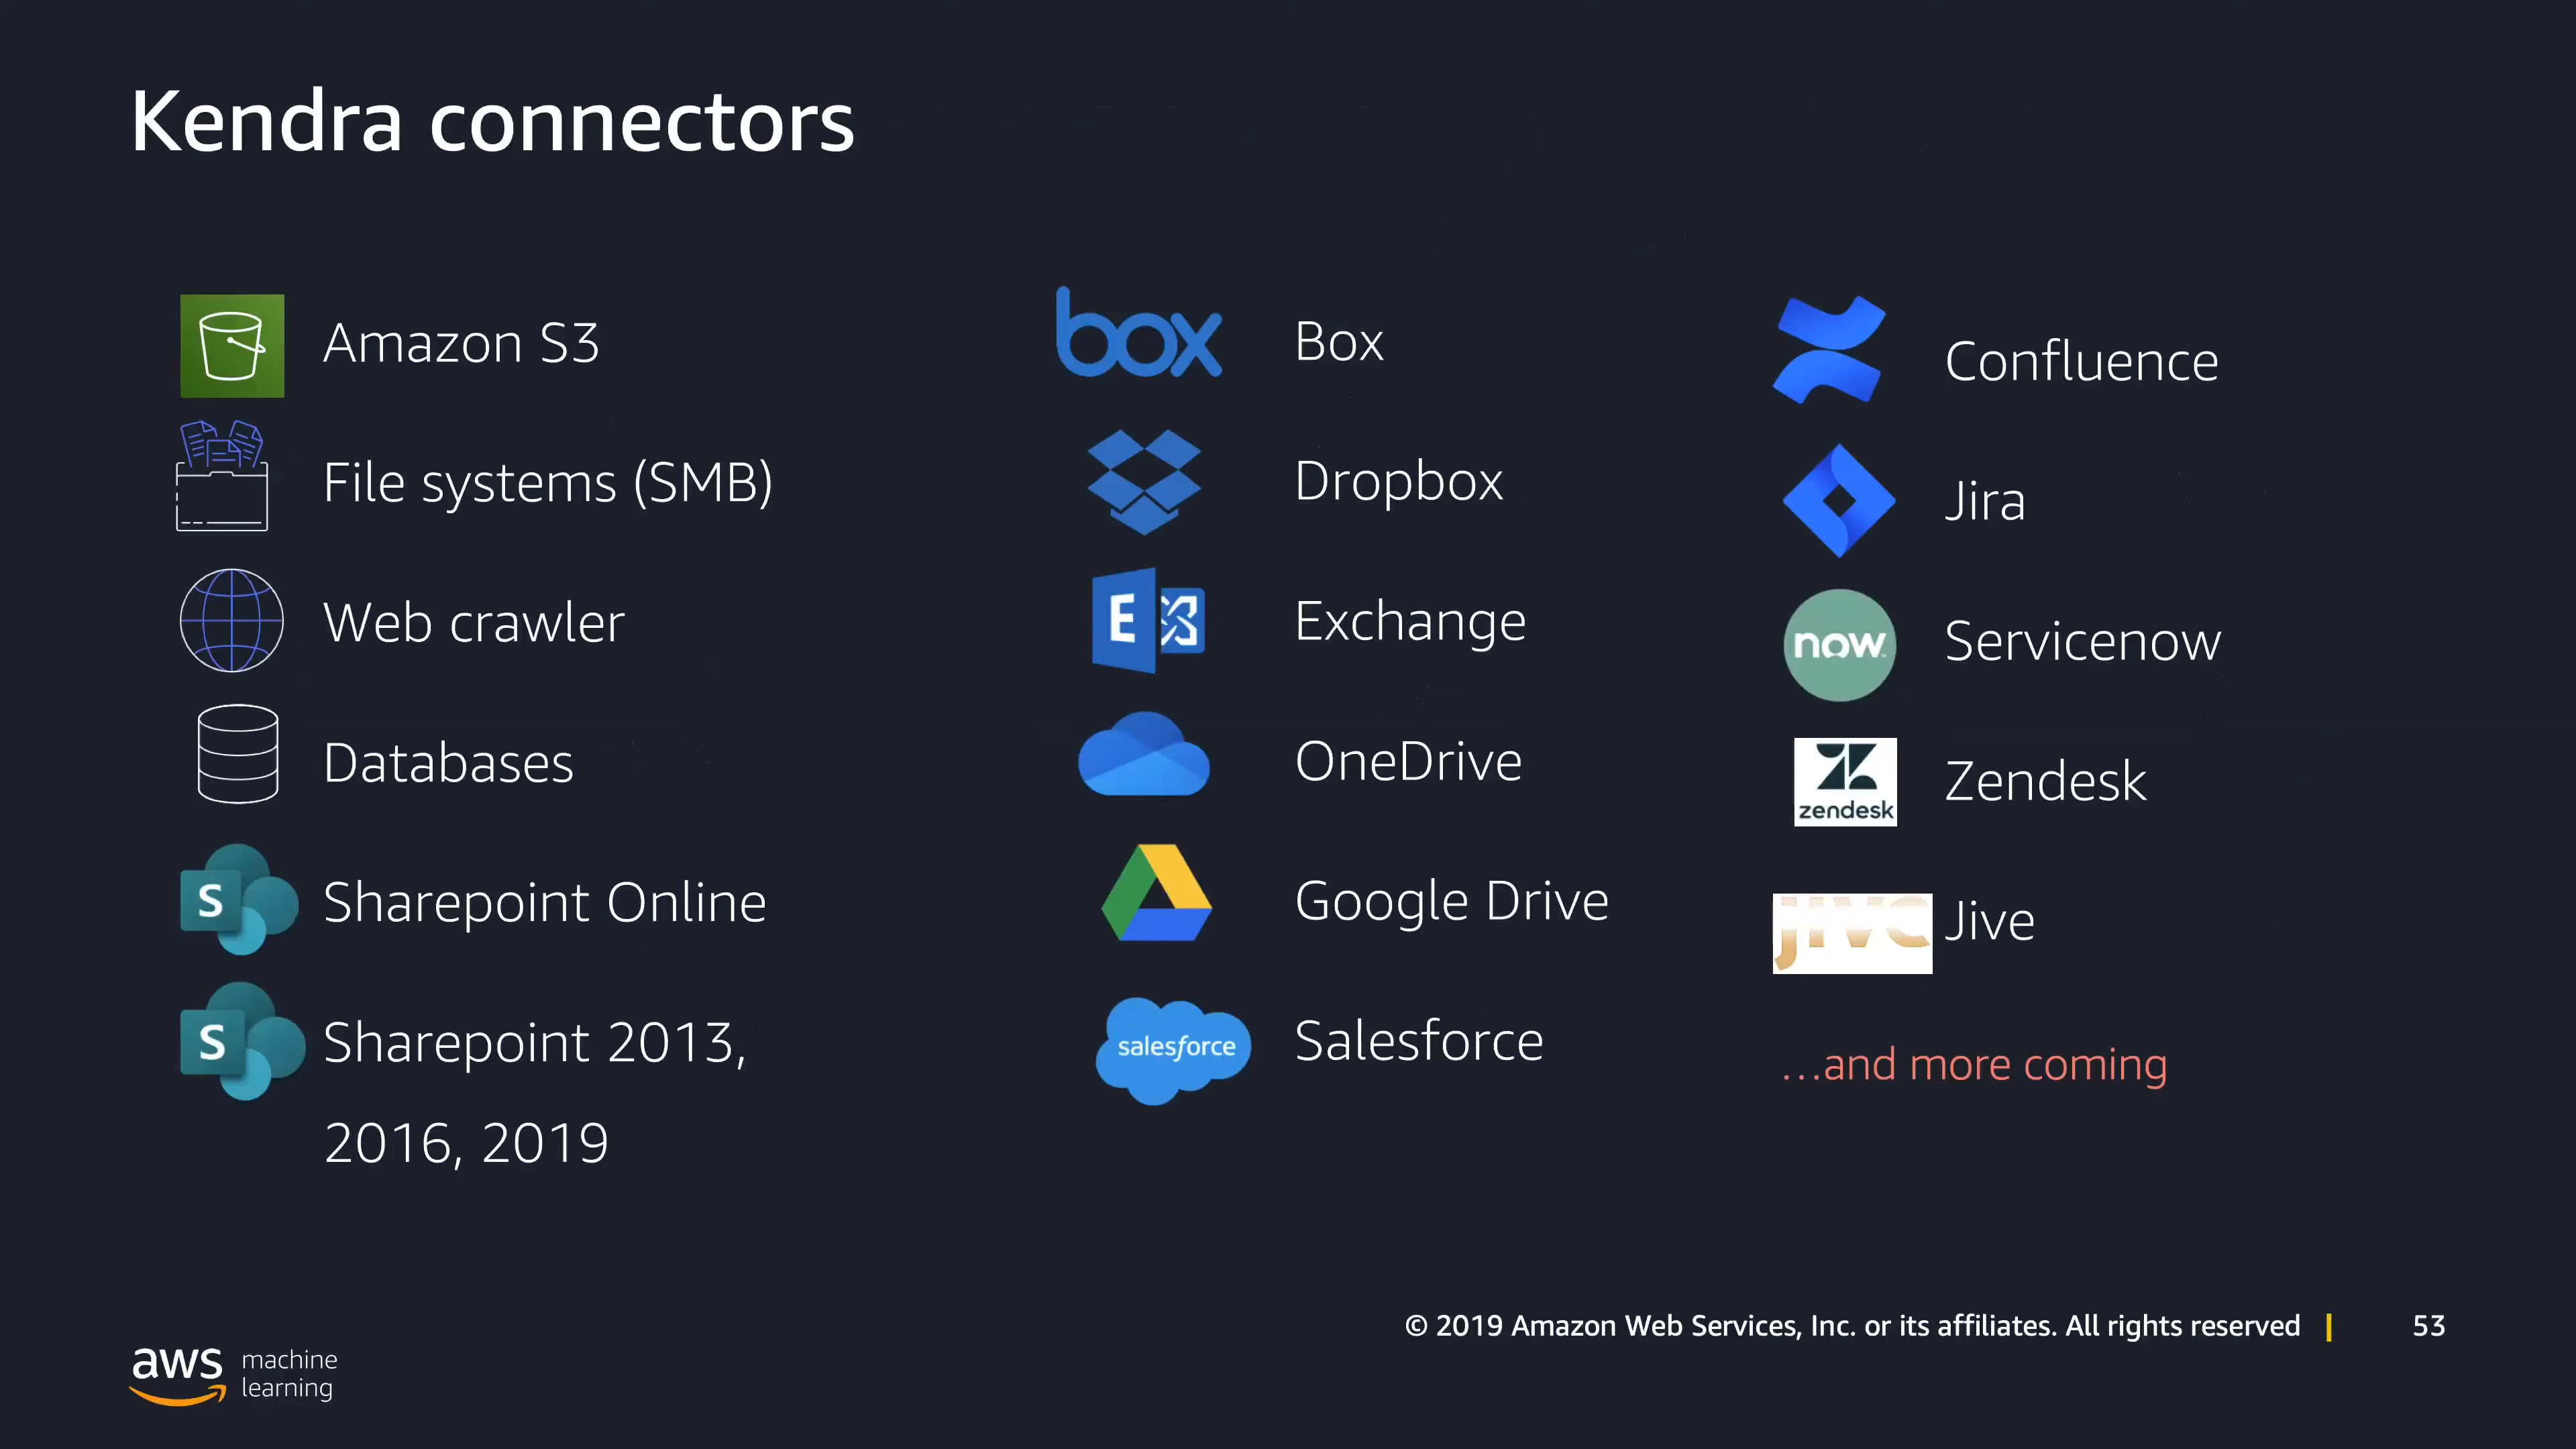 Kendra connectors
Amazon S3
File systems (SMB)
Web crawler
Databases
S
Sharepoint Online
S
Sharepoint 2013,
2016, 2019
box
Box
Dropbox
E
Exchange
OneDrive
Google Drive
salesforce
Salesforce
Confluence
Jira
now
Servicenow
zendesk
Zendesk
jive
Jive
...and more coming
© 2019 Amazon Web Services, Inc. or its affiliates. All rights reserved | 53
aws machine
learning